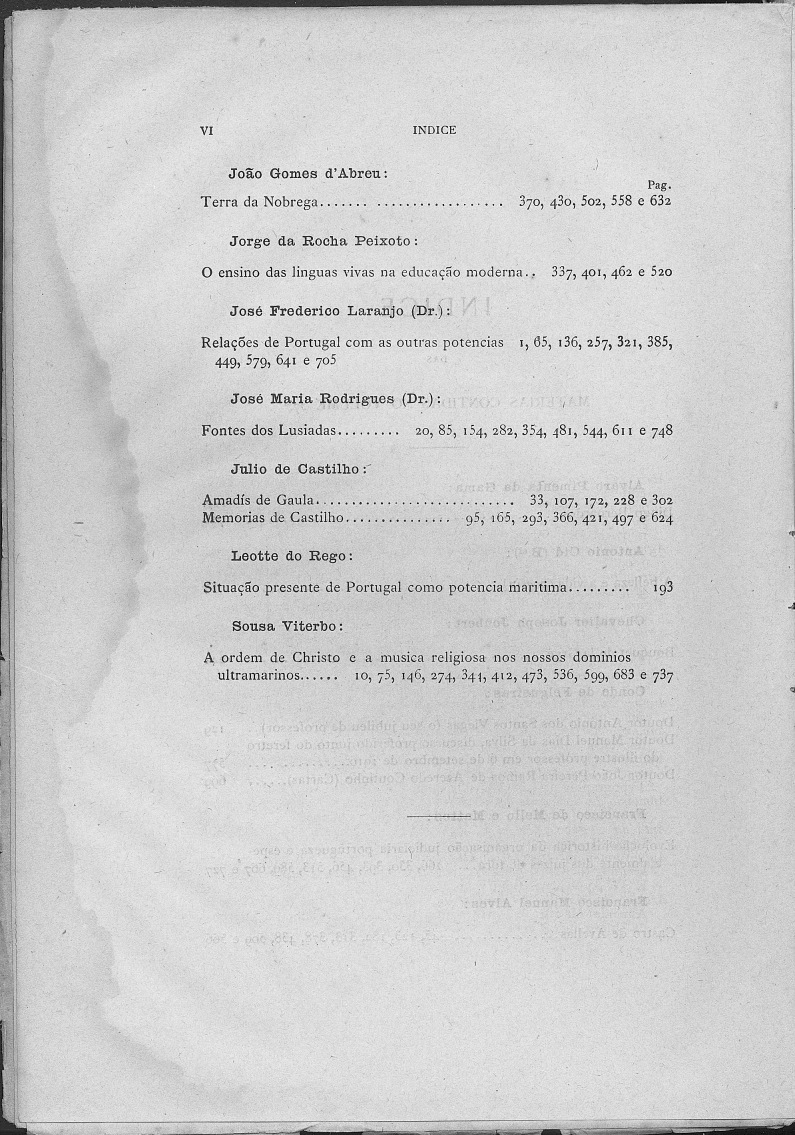 VI INDICE
João Gomes d'Abreu:
Pag.
Terra da Nobrega....... .................. 370, 430, 502, 558 e 632
Jorge da Rocha Peixoto:
O ensino das linguas vivas na educação moderna.. 337, 401, 462 e 520
José Frederico Laranjo (Dr.):
Relações de Portugal com as outras potencias 1, 65, 136, 257, 321, 385,
449, 579, 641 e 705
José Maria Rodrigues (Dr.):
Fontes dos Lusiadas......... 20, 85, 154, 282, 354, 481, 544, 611 e 748
Julio de Castilho:
Amadís de Gaula............................ 33, 107, 172, 228 e 302
Memorias de Castilho............... 95, 165, 293, 366, 421, 497 e 624
Leotte do Rego:
Situação presente de Portugal como potencia maritima......... 193
Sousa Viterbo:
A ordem de Christo e a musica religiosa nos nossos dominios
ultramarinos...... 10, 75, 146, 274, 344, 412, 473, 536, 599, 683 e 737